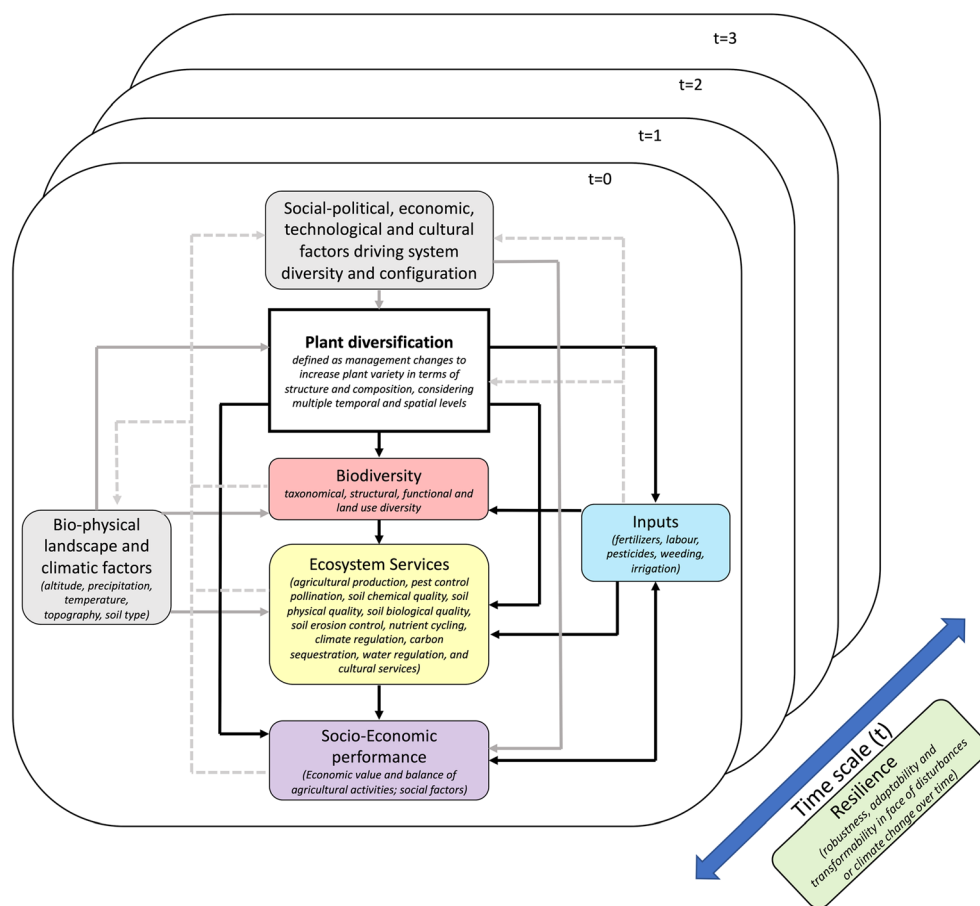 t=3
t=2
t=1
t=0
Social-political, economic,
technological and cultural
factors driving system
diversity and configuration
Plant diversification
defined as management changes to
increase plant variety in terms of
structure and composition, considering
multiple temporal and spatial levels
Biodiversity
taxonomical, structural, functional and
land use diversity
Bio-physical
landscape and
climatic factors
(altitude, precipitation,
temperature,
topography, soil type)
Inputs
(fertilizers, labour,
pesticides, weeding,
irrigation)
Ecosystem Services
(agricultural production, pest control
pollination, soil chemical quality, soil
physical quality, soil biological quality,
soil erosion control, nutrient cycling,
climate regulation, carbon
sequestration, water regulation, and
cultural services)
Socio-Economic
performance
(Economic value and balance of
agricultural activities; social factors)
Time scale (t)
Resilience
(robustness, adaptability and
transformability in face of disturbances
or climate change over time)